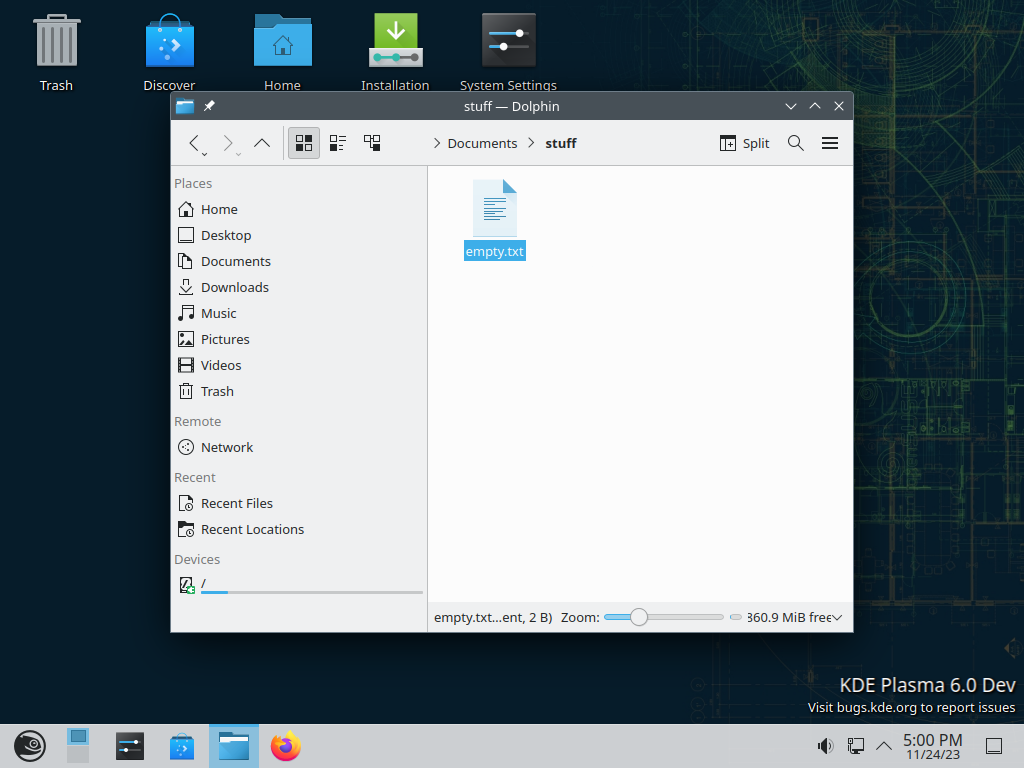 Trash
Discover
Home
Installation
System Settings
stuff — Dolphin
Documents
stuff
Split
Places
Home
Desktop
Documents
Downloads
Music
Pictures
Videos
Trash
Remote
Network
Recent
Recent Files
Recent Locations
Devices
/
empty.txt
empty.txt...ent, 2 B)
Zoom:
860.9 MiB free
KDE Plasma 6.0 Dev
Visit bugs.kde.org to report issues
5:00 PM
11/24/23